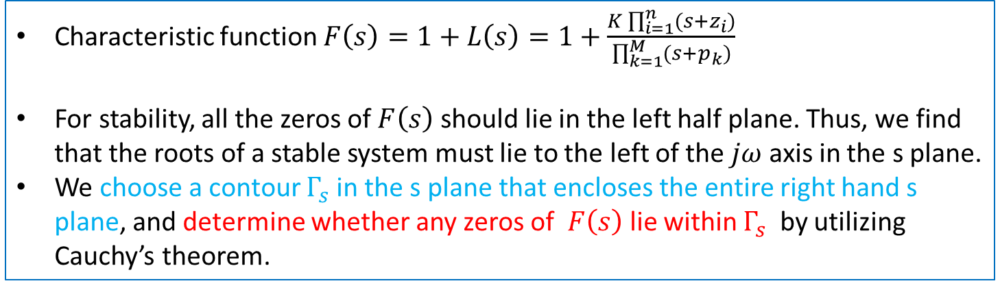 • Characteristic function F(s) = 1 + L(s) = 1 + \frac{K \prod_{i=1}^{n}(s+z_i)}{\prod_{k=1}^{M}(s+p_k)}
• For stability, all the zeros of F(s) should lie in the left half plane. Thus, we find
that the roots of a stable system must lie to the left of the jω axis in the s plane.
• We choose a contour Γ_s in the s plane that encloses the entire right hand s
plane, and determine whether any zeros of F(s) lie within Γ_s by utilizing
Cauchy’s theorem.